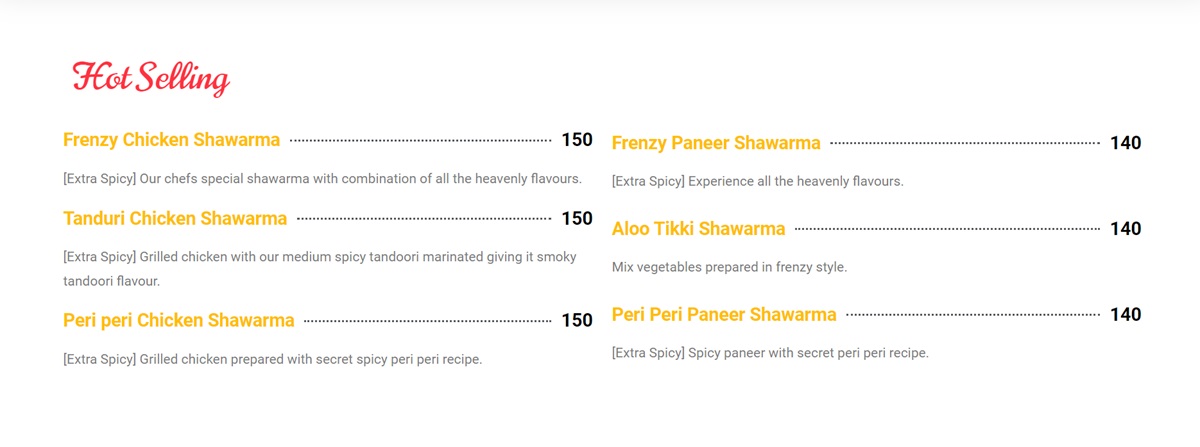 Hot Selling
Frenzy Chicken Shawarma 150
[Extra Spicy] Our chefs special shawarma with combination of all the heavenly flavours.
Tanduri Chicken Shawarma 150
[Extra Spicy] Grilled chicken with our medium spicy tandoori marinated giving it smoky
tandoori flavour.
Peri peri Chicken Shawarma 150
[Extra Spicy] Grilled chicken prepared with secret spicy peri peri recipe.
Frenzy Paneer Shawarma 140
[Extra Spicy] Experience all the heavenly flavours.
Aloo Tikki Shawarma 140
Mix vegetables prepared in frenzy style.
Peri Peri Paneer Shawarma 140
[Extra Spicy] Spicy paneer with secret peri peri recipe.